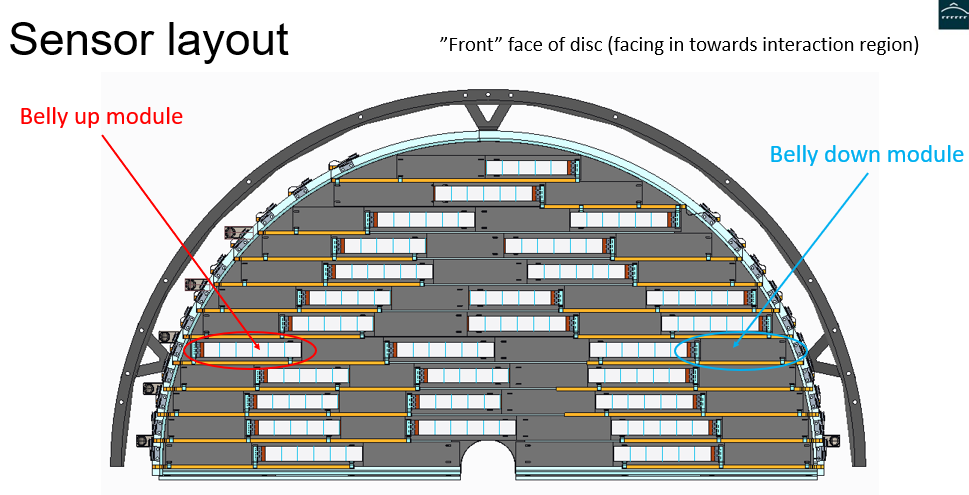 Sensor layout
”Front” face of disc (facing in towards interaction region)
Belly up module
Belly down module